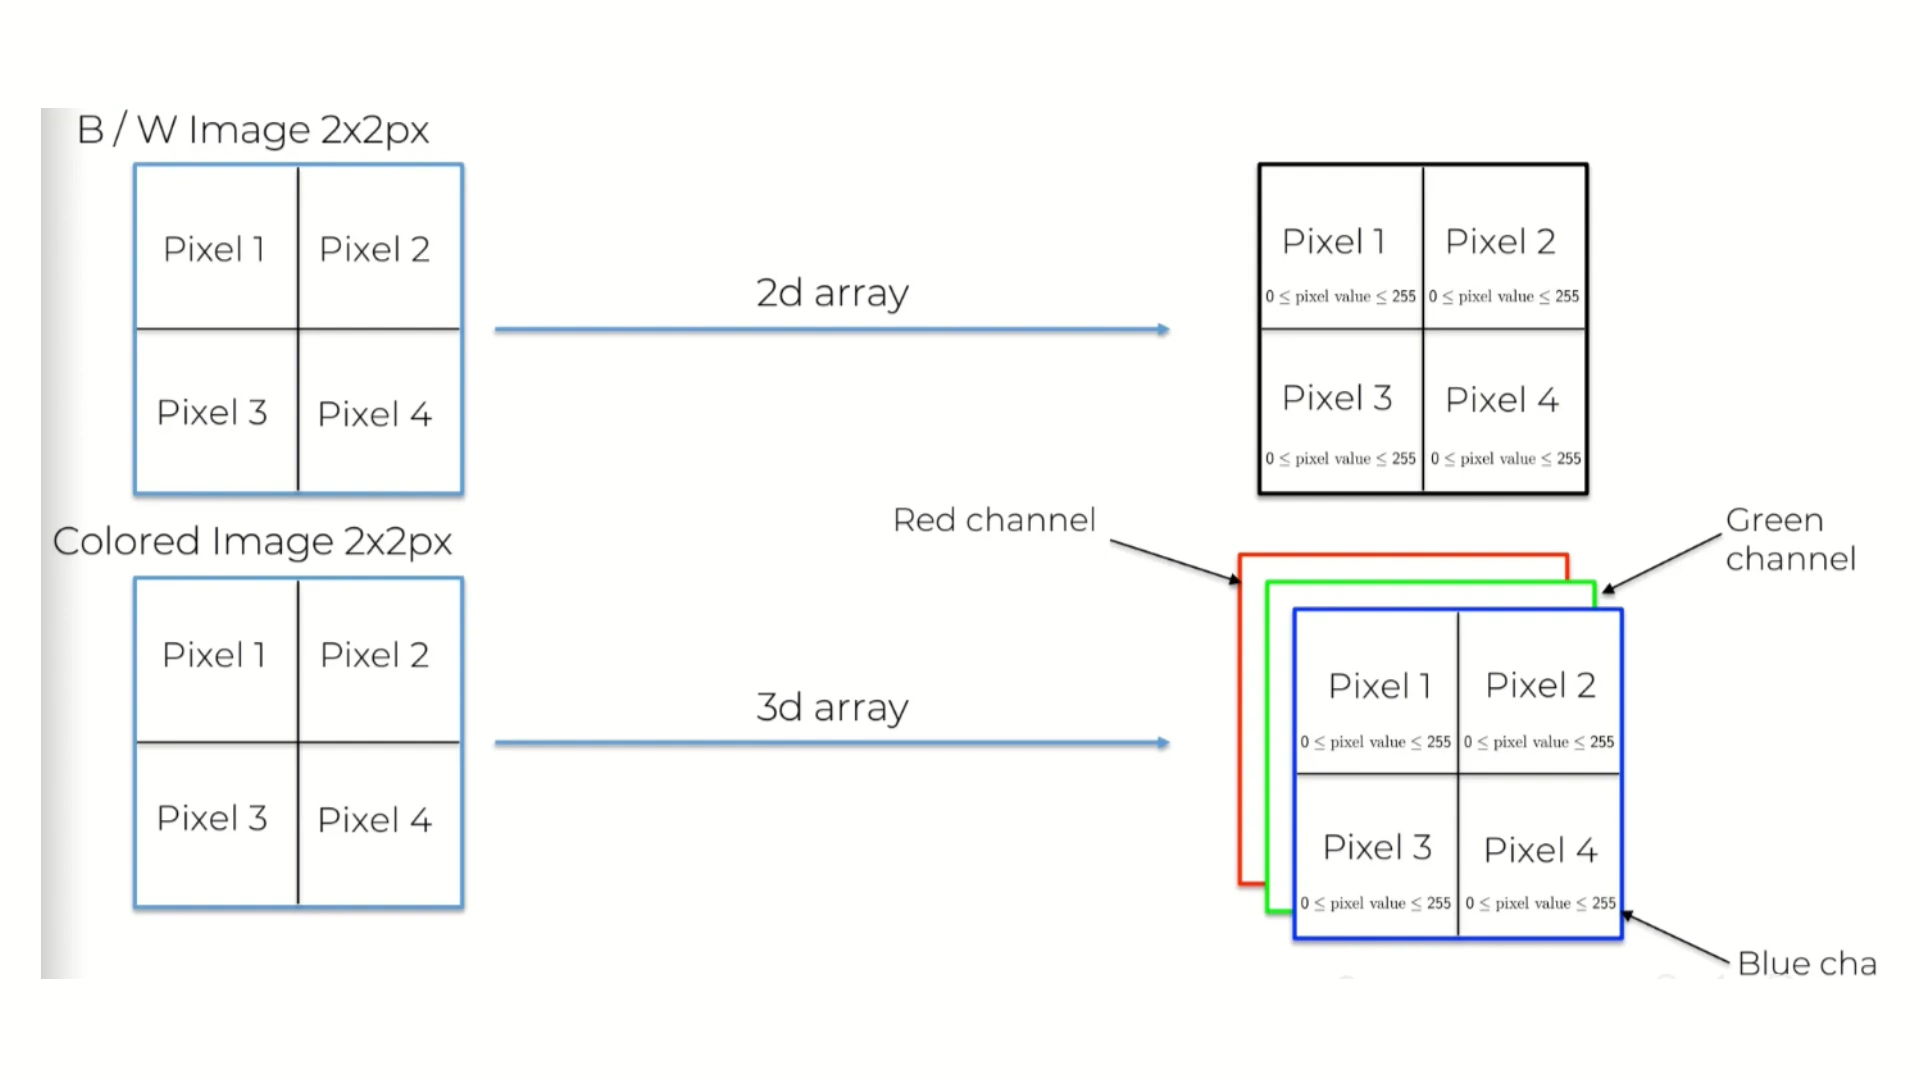 B / W Image 2x2px
Pixel 1
Pixel 2
Pixel 3
Pixel 4
2d array
Pixel 1
Pixel 2
0 ≤ pixel value ≤ 255
0 ≤ pixel value ≤ 255
Pixel 3
Pixel 4
0 ≤ pixel value ≤ 255
0 ≤ pixel value ≤ 255
Colored Image 2x2px
Pixel 1
Pixel 2
Pixel 3
Pixel 4
3d array
Red channel
Green
channel
Pixel 1
Pixel 2
0 ≤ pixel value ≤ 255
0 ≤ pixel value ≤ 255
Pixel 3
Pixel 4
0 ≤ pixel value ≤ 255
0 ≤ pixel value ≤ 255
Blue cha